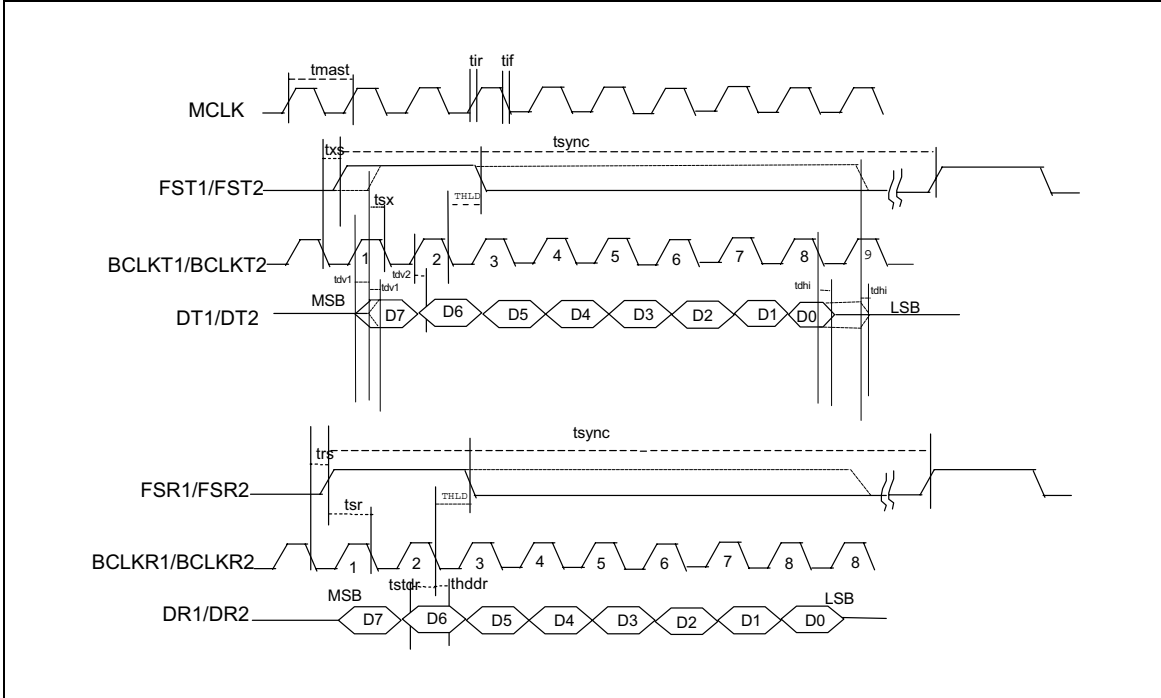 tmast tir tif
MCLK
txs tsync
FST1/FST2
tsx THLD
BCLKT1/BCLKT2 1 2 3 4 5 6 7 8 9
tdv1 tdv1 tdv2 tdhi tdhi
MSB LSB
DT1/DT2 D7 D6 D5 D4 D3 D2 D1 D0
trs tsync
FSR1/FSR2
tsr THLD
BCLKR1/BCLKR2 1 2 3 4 5 6 7 8 8
tstdr thddr
MSB LSB
DR1/DR2 D7 D6 D5 D4 D3 D2 D1 D0